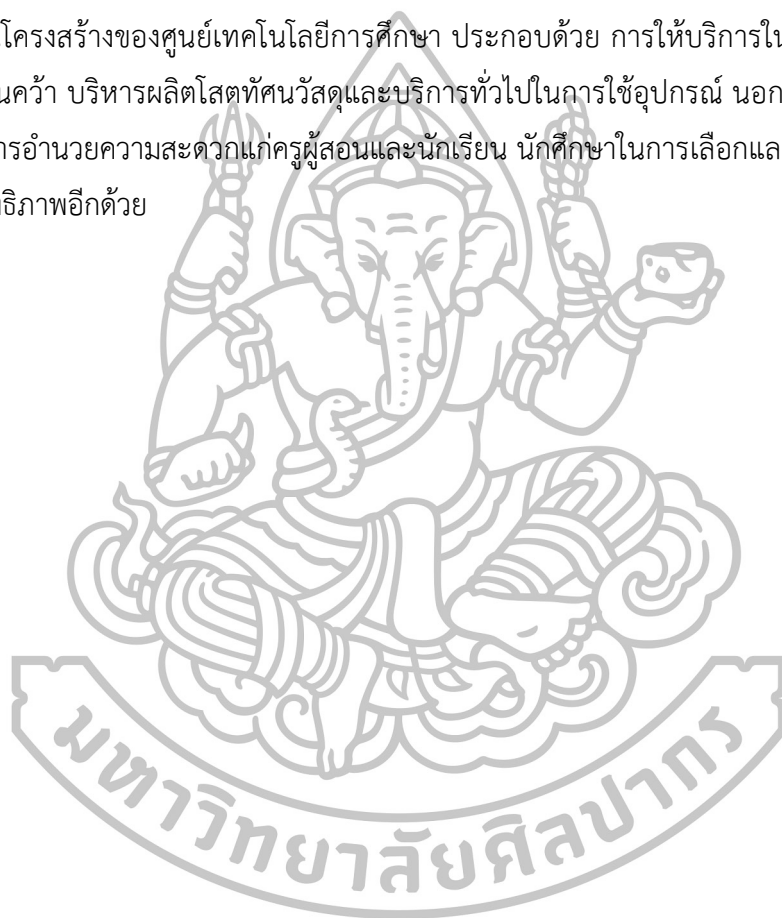 โครงสร้างของศูนย์เทคโนโลยีการศึกษา ประกอบด้วย การให้บริการใน
นคว้า บริหารผลิตโสตทัศนวัสดุและบริการทั่วไปในการใช้อุปกรณ์ นอก
ารอำนวยความสะดวกแก่ครูผู้สอนและนักเรียน นักศึกษาในการเลือกแล
ธิภาพอีกด้วย
มหาวิทยาลัยศิลปากร